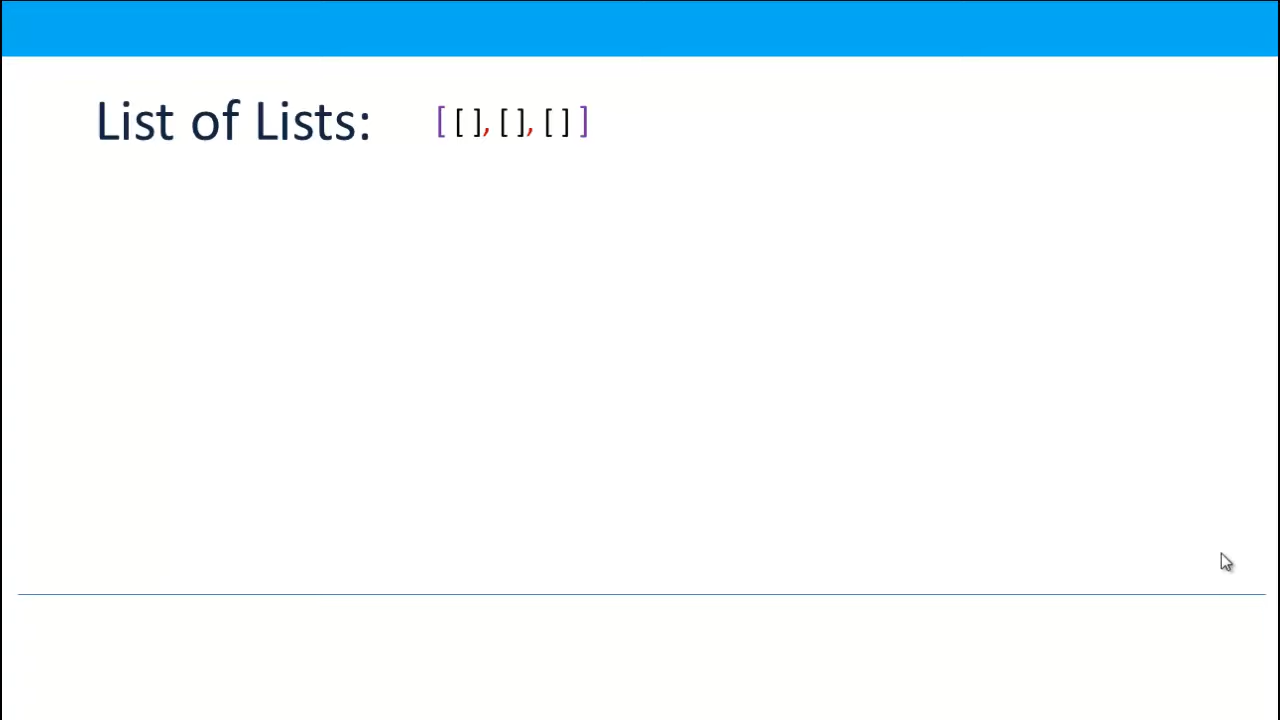 List of Lists: [ [ ], [ ], [ ] ]